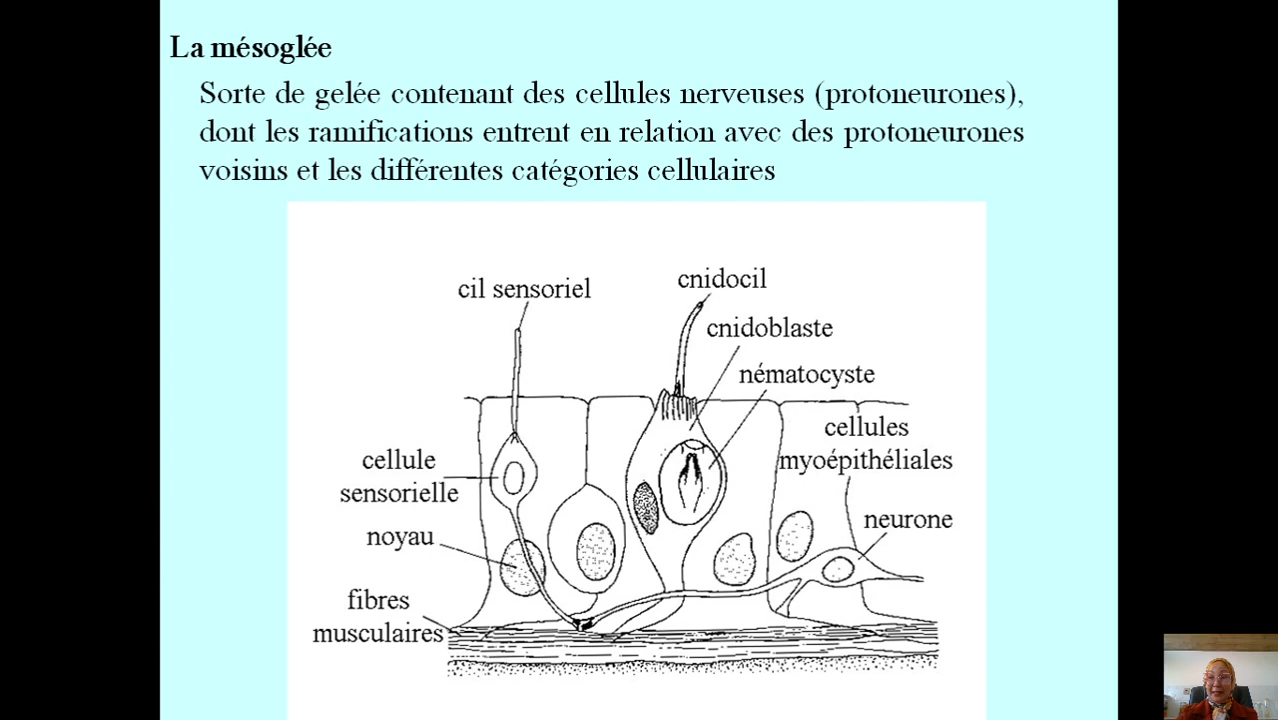 La mésoglée
Sorte de gelée contenant des cellules nerveuses (protoneurones),
dont les ramifications entrent en relation avec des protoneurones
voisins et les différentes catégories cellulaires
cil sensoriel
cnidocil
cnidoblaste
nématocyste
cellules
myoépithéliales
cellule
sensorielle
neurone
noyau
fibres
musculaires